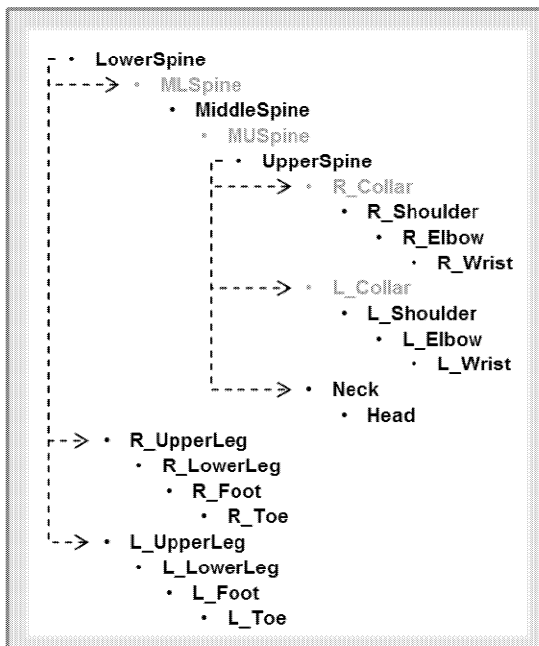 LowerSpine
MLSpine
MiddleSpine
MUSpine
UpperSpine
R_Collar
R_Shoulder
R_Elbow
R_Wrist
L_Collar
L_Shoulder
L_Elbow
L_Wrist
Neck
Head
R_UpperLeg
R_LowerLeg
R_Foot
R_Toe
L_UpperLeg
L_LowerLeg
L_Foot
L_Toe